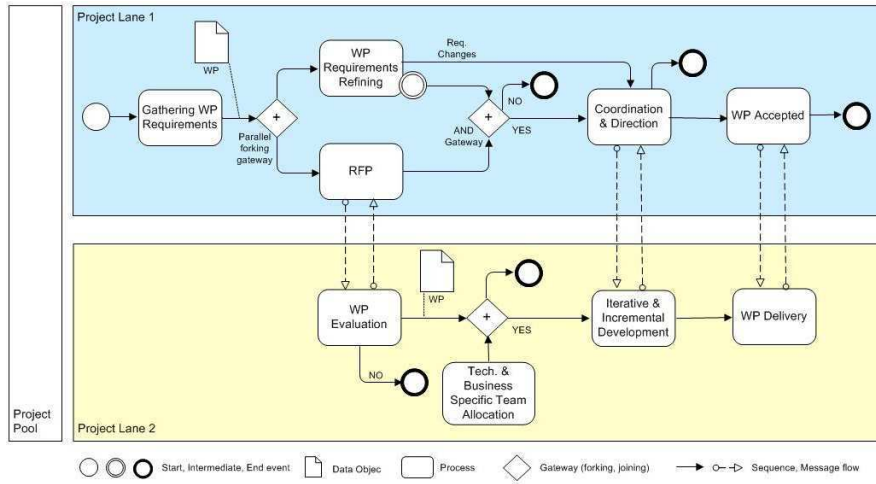 Project Lane 1
WP
Gathering WP
Requirements
Parallel
forking
gateway
+
WP
Requirements
Refining
Req.
Changes
RFP
+
AND
Gateway
NO
YES
Coordination
& Direction
WP Accepted
Project
Pool
WP
Evaluation
NO
WP
+
YES
Tech. &
Business
Specific Team
Allocation
Iterative &
Incremental
Development
WP Delivery
Project Lane 2
Start, Intermediate, End event
Data Objec
Process
Gateway (forking, joining)
Sequence, Message flow